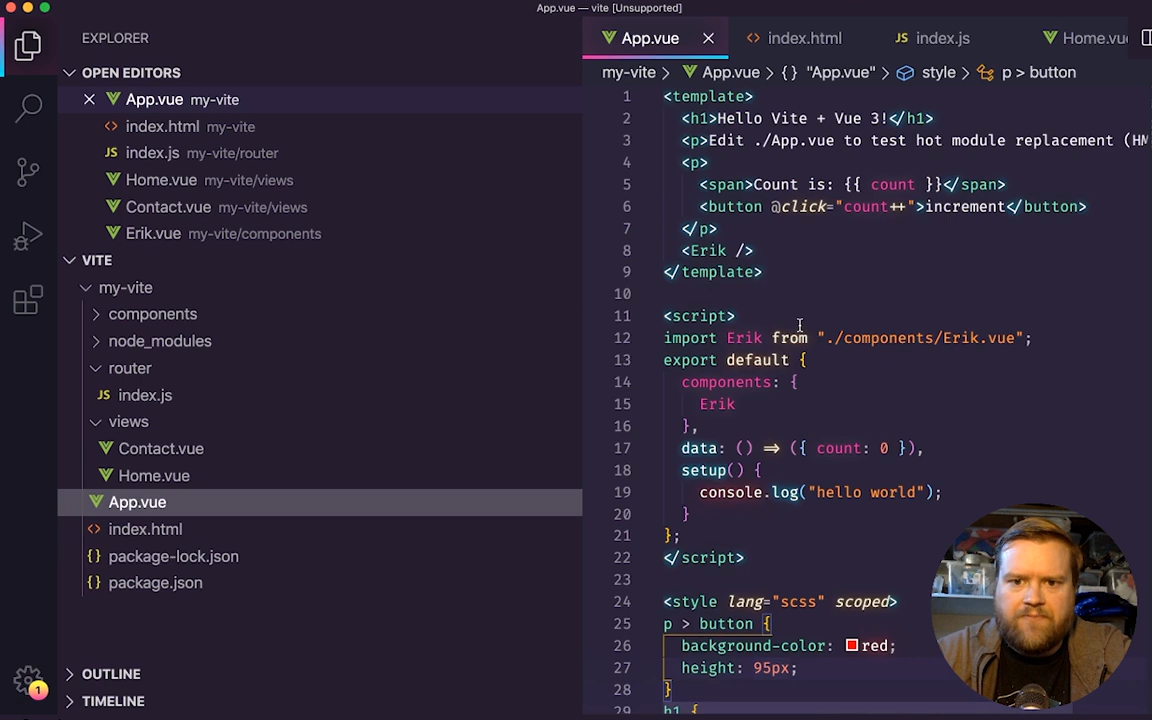 App.vue — vite [Unsupported]
EXPLORER
OPEN EDITORS
App.vue my-vite
index.html my-vite
JS index.js my-vite/router
Home.vue my-vite/views
Contact.vue my-vite/views
Erik.vue my-vite/components
VITE
my-vite
components
node_modules
router
JS index.js
views
Contact.vue
Home.vue
App.vue
<> index.html
{} package-lock.json
{} package.json
OUTLINE
TIMELINE
1
App.vue
<> index.html
JS index.js
Home.vue
my-vite > App.vue > {} "App.vue" > style > p > button
1 <template>
2 <h1>Hello Vite + Vue 3!</h1>
3 <p>Edit ./App.vue to test hot module replacement (HM
4 <p>
5 <span>Count is: {{ count }}</span>
6 <button @click="count++">increment</button>
7 </p>
8 <Erik />
9 </template>
10
11 <script>
12 import Erik from "./components/Erik.vue";
13 export default {
14 components: {
15 Erik
16 },
17 data: () => ({ count: 0 }),
18 setup() {
19 console.log("hello world");
20 }
21 };
22 </script>
23
24 <style lang="scss" scoped>
25 p > button {
26 background-color: red;
27 height: 95px;
28 }
29 h1 {